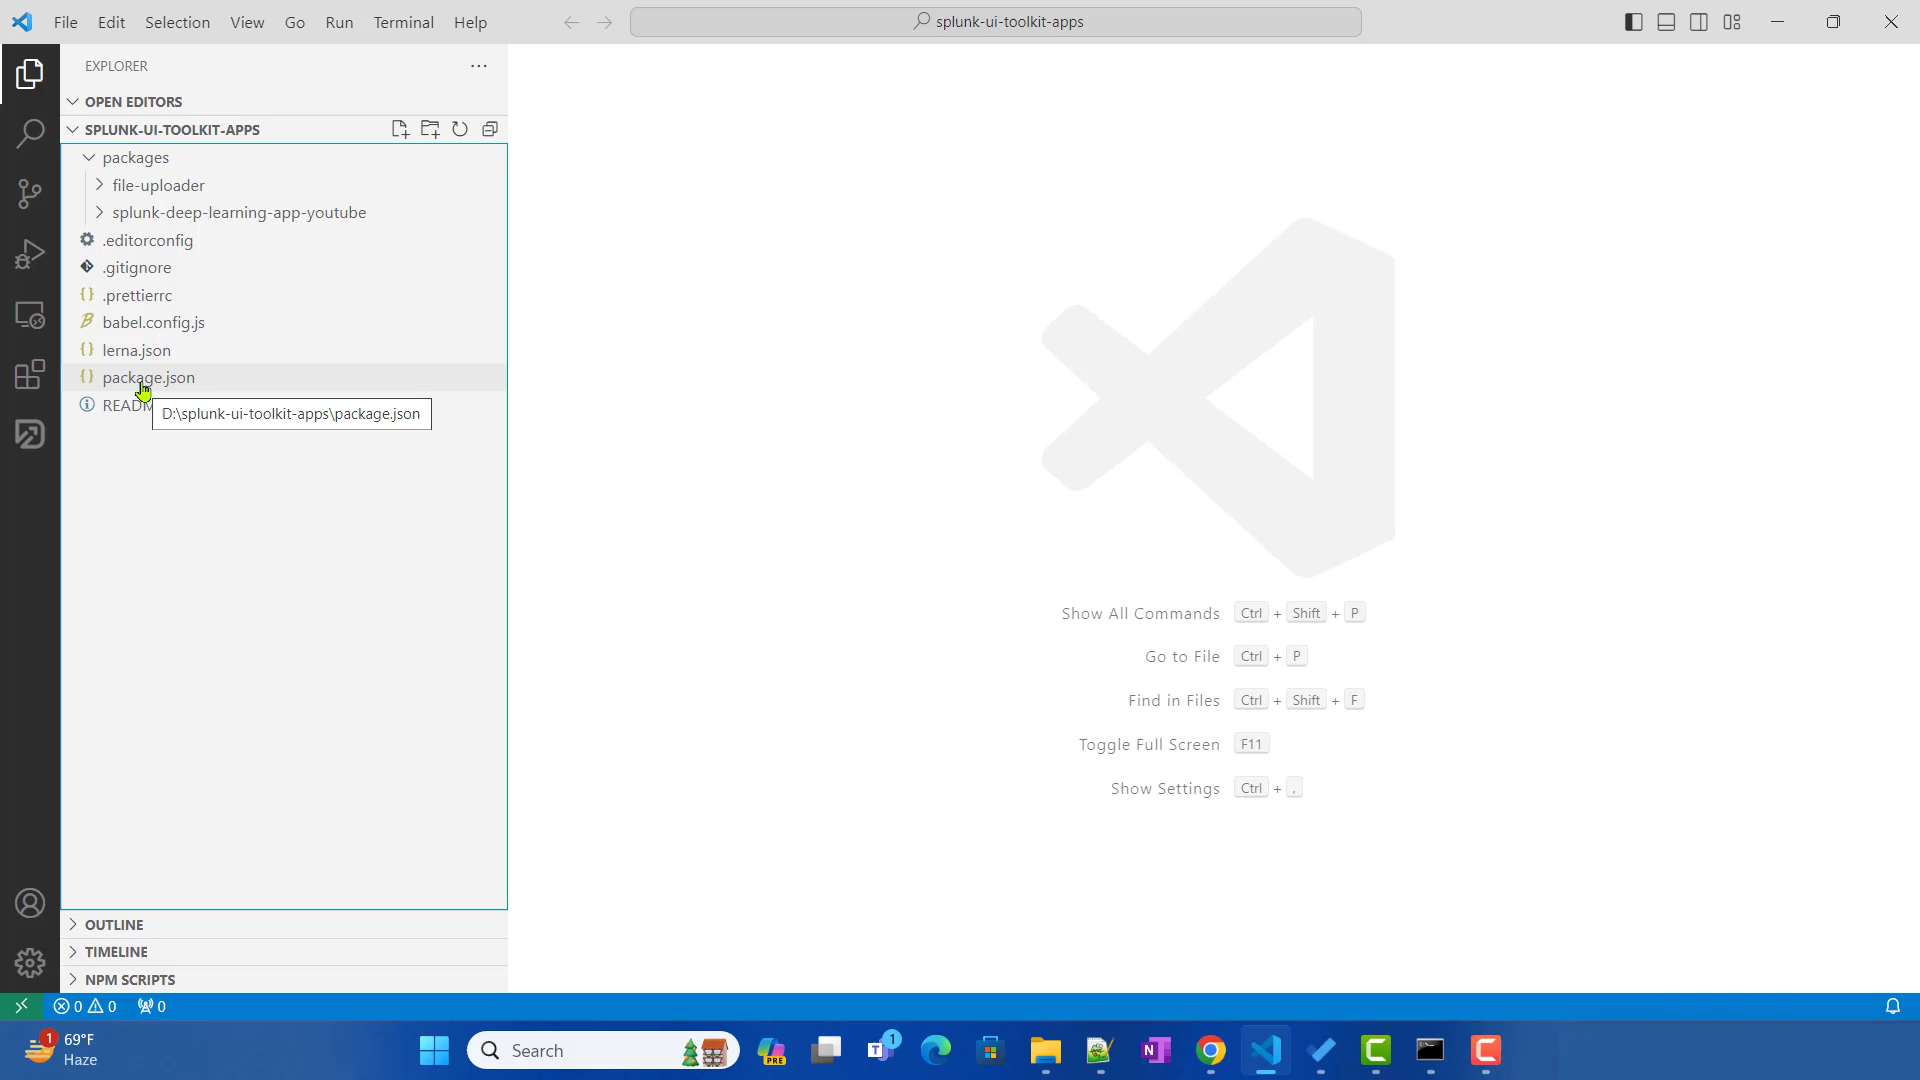 File Edit Selection View Go Run Terminal Help
splunk-ui-toolkit-apps
EXPLORER
OPEN EDITORS
SPLUNK-UI-TOOLKIT-APPS
packages
file-uploader
splunk-deep-learning-app-youtube
.editorconfig
.gitignore
.prettierrc
babel.config.js
lerna.json
package.json
READM
D:\splunk-ui-toolkit-apps\package.json
Show All Commands Ctrl + Shift + P
Go to File Ctrl + P
Find in Files Ctrl + Shift + F
Toggle Full Screen F11
Show Settings Ctrl + ,
OUTLINE
TIMELINE
NPM SCRIPTS
0 0 0
1 69°F
Haze
Search
PRE
1